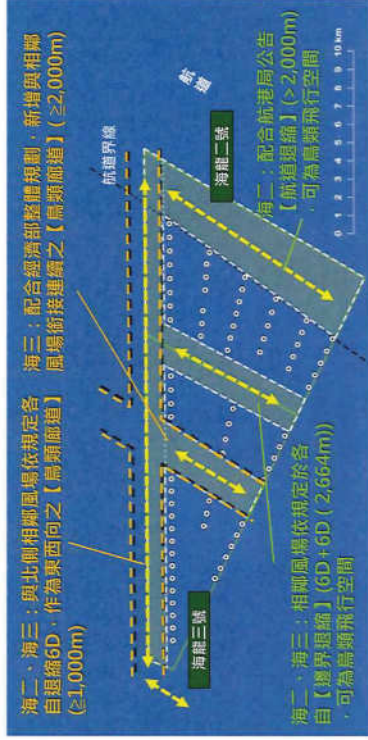 海二、海三：與北側相鄰風場依規定各
自退縮6D，作為東西向之【鳥類廊道】
(≥1,000m)
海三：配合經濟部整體規劃，新增與相鄰
風場銜接連續之【鳥類廊道】(≥2,000m)
航道界線
航道
海龍三號
海龍二號
海二、海三：相鄰風場依規定於各
自【邊界退縮】(6D+6D（2,664m))
，可為鳥類飛行空間
海二：配合航港局公告
【航道退縮】(>2,000m)
，可為鳥類飛行空間
0 1 2 3 4 5 6 7 8 9 10 km